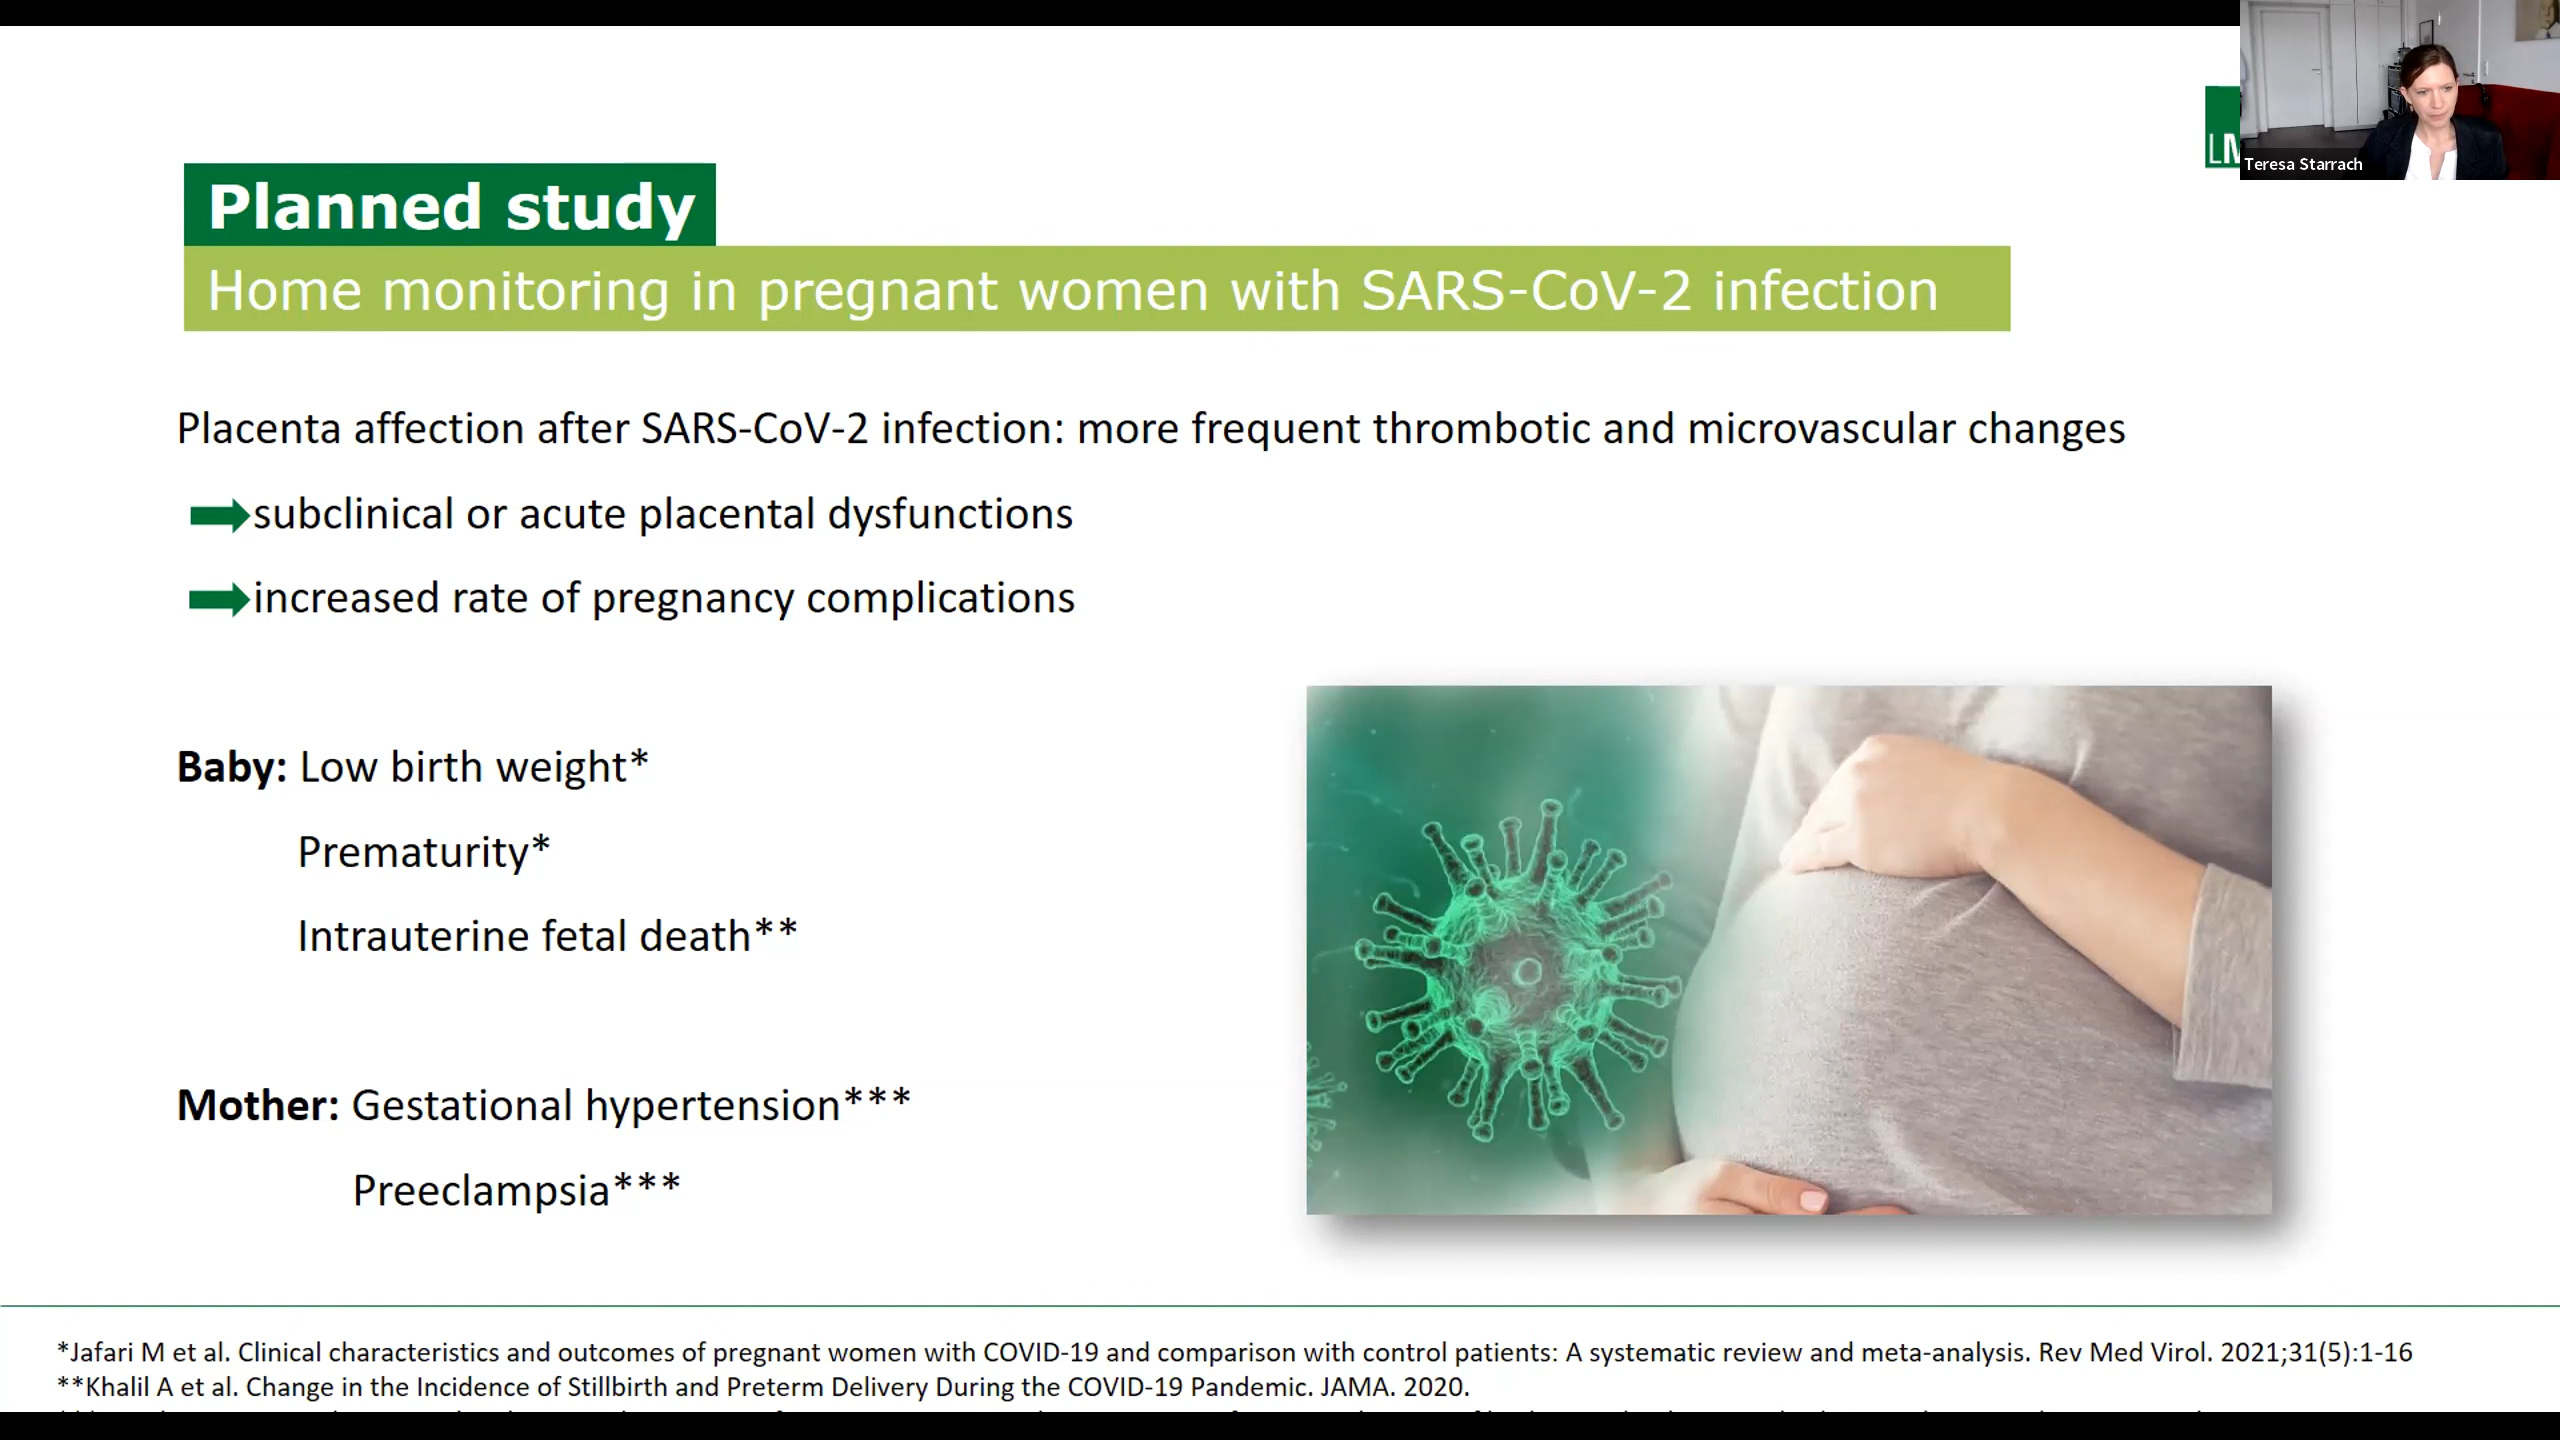 LM
Teresa Starrach
Planned study
Home monitoring in pregnant women with SARS-CoV-2 infection
Placenta affection after SARS-CoV-2 infection: more frequent thrombotic and microvascular changes
subclinical or acute placental dysfunctions
increased rate of pregnancy complications
Baby: Low birth weight*
Prematurity*
Intrauterine fetal death**
Mother: Gestational hypertension***
Preeclampsia***
*Jafari M et al. Clinical characteristics and outcomes of pregnant women with COVID-19 and comparison with control patients: A systematic review and meta-analysis. Rev Med Virol. 2021;31(5):1-16
**Khalil A et al. Change in the Incidence of Stillbirth and Preterm Delivery During the COVID-19 Pandemic. JAMA. 2020.